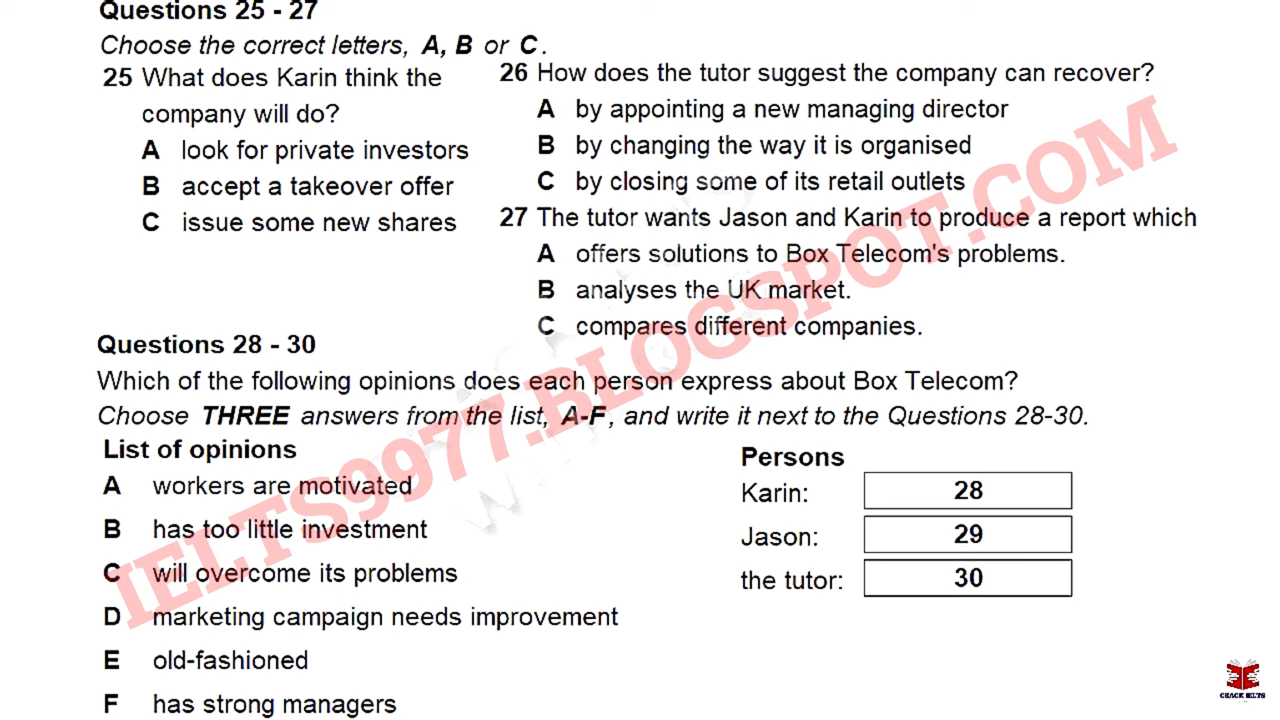 Questions 25 - 27
Choose the correct letters, A, B or C.
25 What does Karin think the
company will do?
A look for private investors
B accept a takeover offer
C issue some new shares
26 How does the tutor suggest the company can recover?
A by appointing a new managing director
B by changing the way it is organised
C by closing some of its retail outlets
27 The tutor wants Jason and Karin to produce a report which
A offers solutions to Box Telecom's problems.
B analyses the UK market.
C compares different companies.
Questions 28 - 30
Which of the following opinions does each person express about Box Telecom?
Choose THREE answers from the list, A-F, and write it next to the Questions 28-30.
List of opinions
A workers are motivated
B has too little investment
C will overcome its problems
D marketing campaign needs improvement
E old-fashioned
F has strong managers
Persons
Karin: 28
Jason: 29
the tutor: 30
IELTS9977.BLOGSPOT.COM
CRACK IELTS